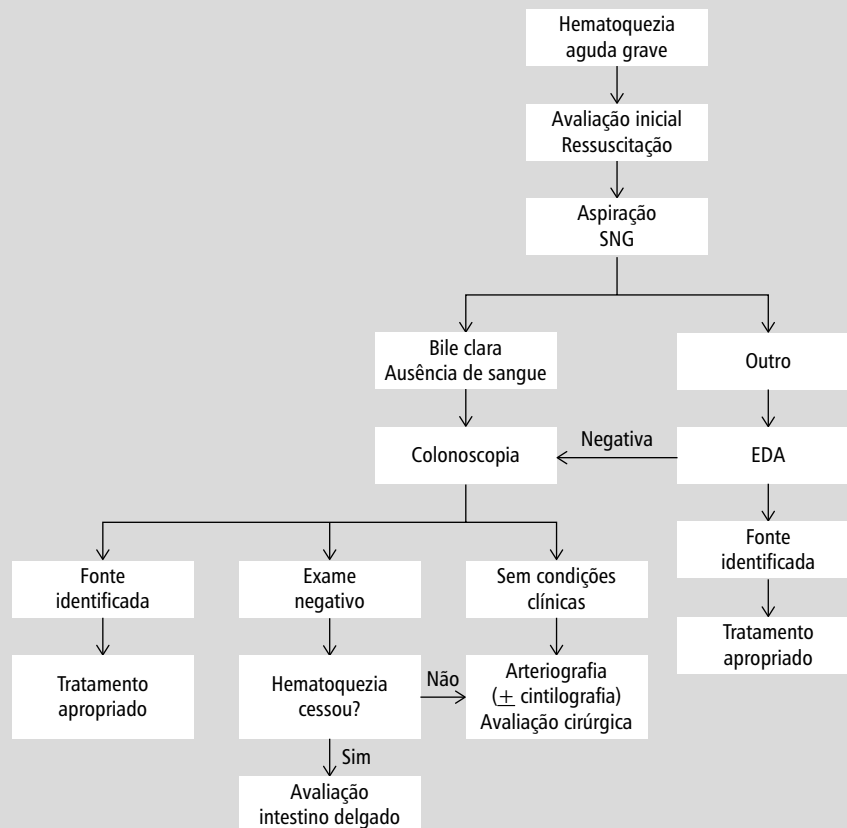 Hematoquezia
aguda grave
Avaliação inicial
Ressuscitação
Aspiração
SNG
Bile clara
Ausência de sangue
Outro
Colonoscopia
Negativa
EDA
Fonte
identificada
Exame
negativo
Sem condições
clínicas
Fonte
identificada
Tratamento
apropriado
Hematoquezia
cessou?
Não
Arteriografia
(± cintilografia)
Avaliação cirúrgica
Tratamento
apropriado
Sim
Avaliação
intestino delgado